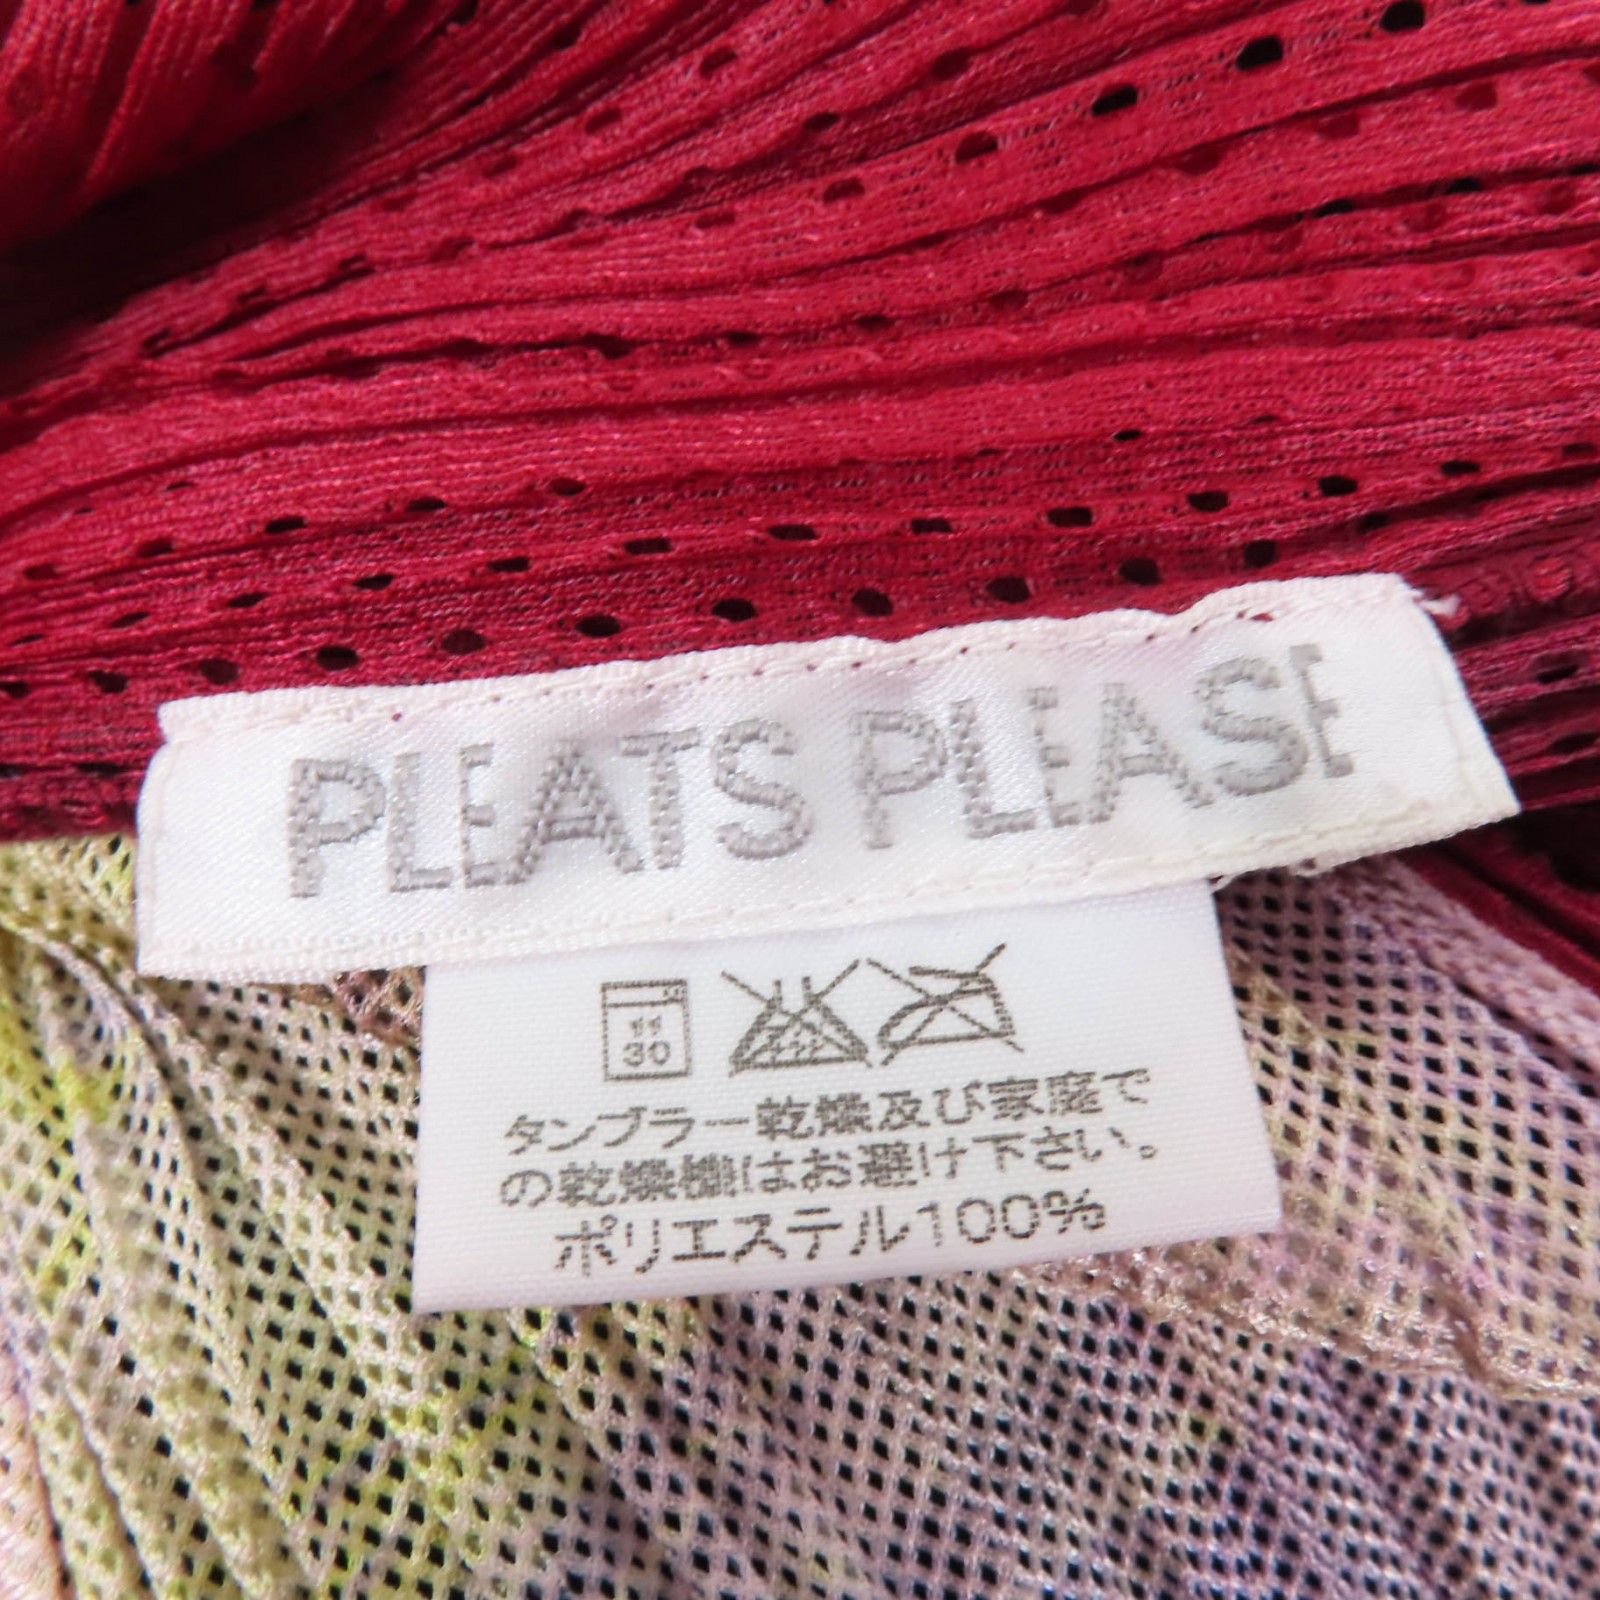 PLEATS PLEASE
弱
30
タンブラー乾燥及び家庭で
の乾燥機はお避け下さい。
ポリエステル100%